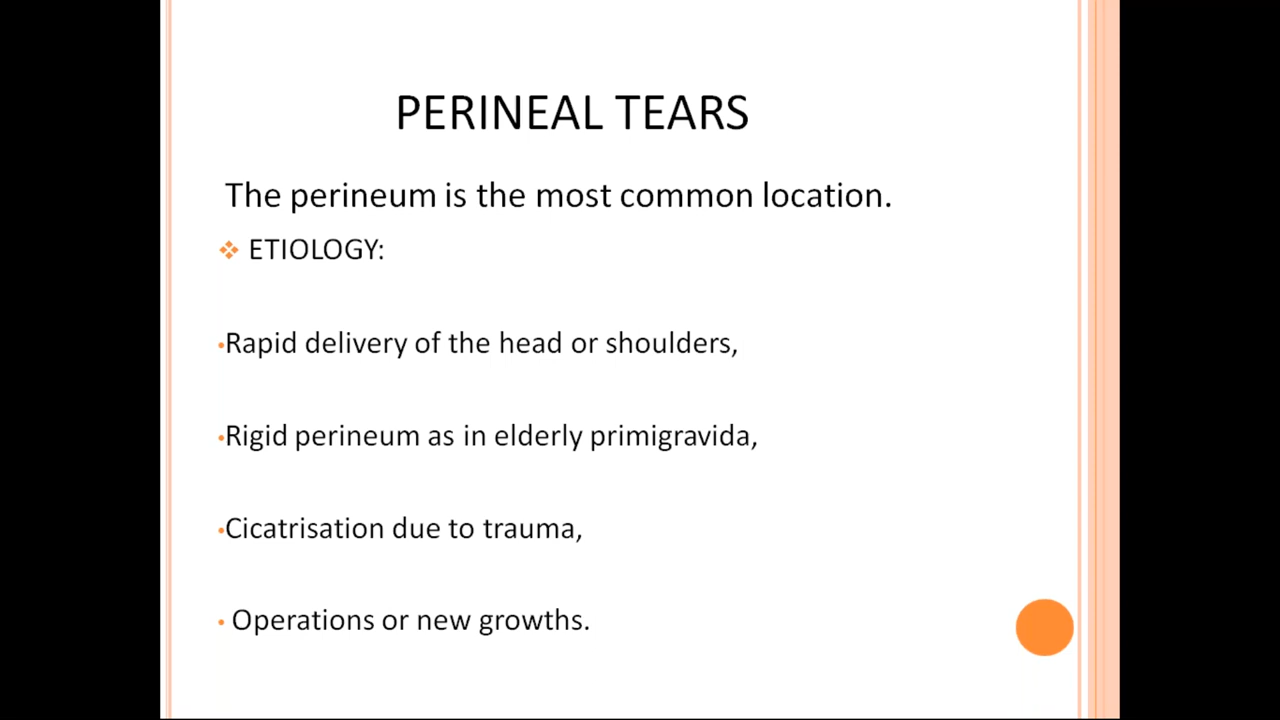 PERINEAL TEARS
The perineum is the most common location.
❖ ETIOLOGY:
•Rapid delivery of the head or shoulders,
•Rigid perineum as in elderly primigravida,
•Cicatrisation due to trauma,
• Operations or new growths.